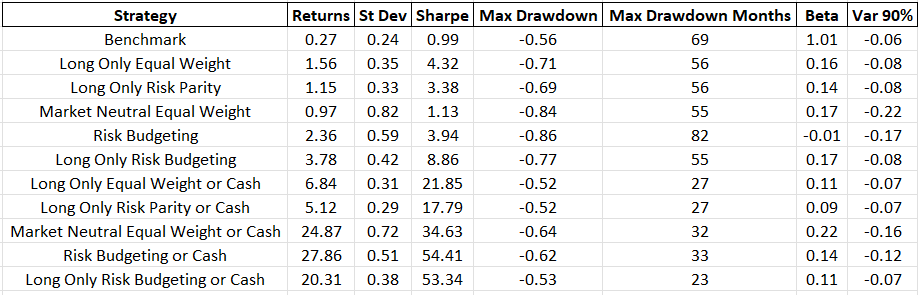 Strategy Returns St Dev Sharpe Max Drawdown Max Drawdown Months Beta Var 90%
Benchmark 0.27 0.24 0.99 -0.56 69 1.01 -0.06
Long Only Equal Weight 1.56 0.35 4.32 -0.71 56 0.16 -0.08
Long Only Risk Parity 1.15 0.33 3.38 -0.69 56 0.14 -0.08
Market Neutral Equal Weight 0.97 0.82 1.13 -0.84 55 0.17 -0.22
Risk Budgeting 2.36 0.59 3.94 -0.86 82 -0.01 -0.17
Long Only Risk Budgeting 3.78 0.42 8.86 -0.77 55 0.17 -0.08
Long Only Equal Weight or Cash 6.84 0.31 21.85 -0.52 27 0.11 -0.07
Long Only Risk Parity or Cash 5.12 0.29 17.79 -0.52 27 0.09 -0.07
Market Neutral Equal Weight or Cash 24.87 0.72 34.63 -0.64 32 0.22 -0.16
Risk Budgeting or Cash 27.86 0.51 54.41 -0.62 33 0.14 -0.12
Long Only Risk Budgeting or Cash 20.31 0.38 53.34 -0.53 23 0.11 -0.07